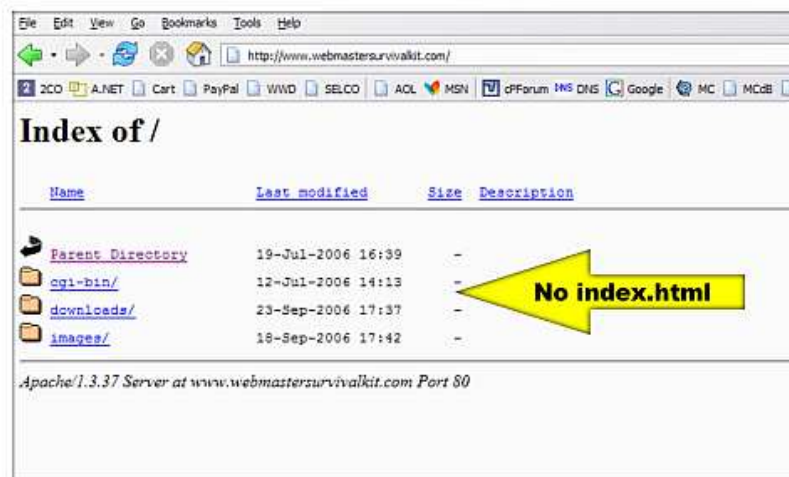 File Edit View Go Bookmarks Tools Help
http://www.webmastersurvivalkit.com/
2CO A.NET Cart PayPal WWD SELCO AOL MSN cPForum DNS DNS Google MC MCdB
Index of /
Name Last modified Size Description
Parent Directory 19-Jul-2006 16:39 -
cgi-bin/ 12-Jul-2006 14:13 -
downloads/ 23-Sep-2006 17:37 -
images/ 18-Sep-2006 17:42 -
No index.html
Apache/1.3.37 Server at www.webmastersurvivalkit.com Port 80